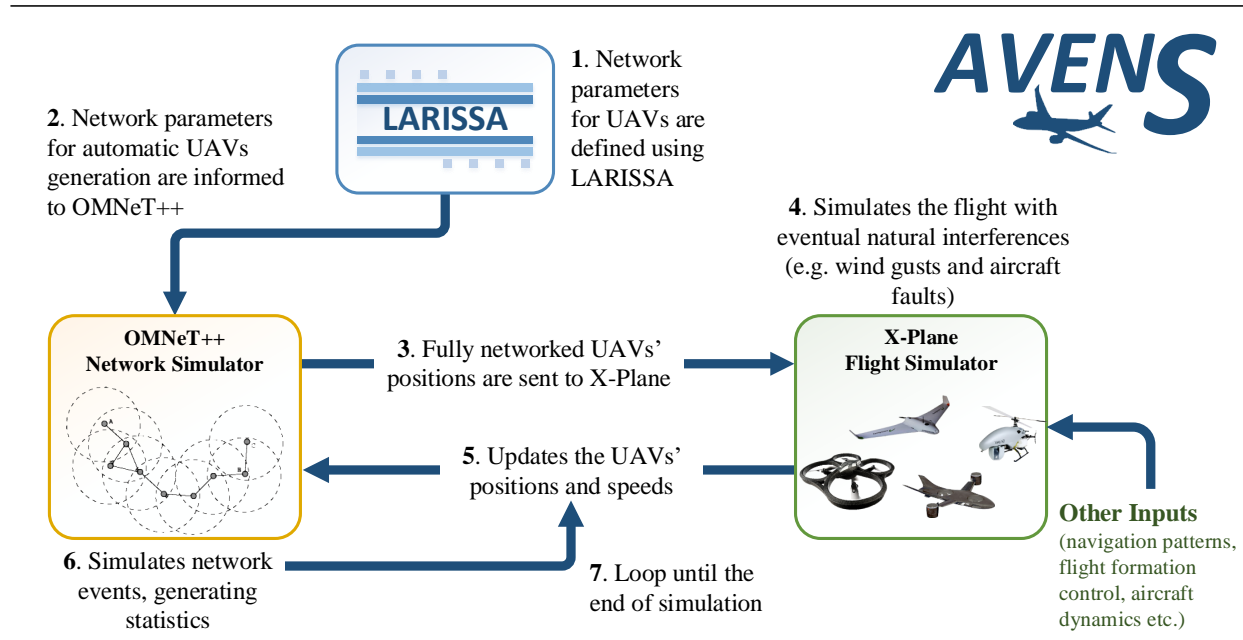 AVENS
1. Network
parameters
for UAVs are
defined using
LARISSA
LARISSA
2. Network parameters
for automatic UAVs
generation are informed
to OMNeT++
4. Simulates the flight with
eventual natural interferences
(e.g. wind gusts and aircraft
faults)
OMNeT++
Network Simulator
A
B
C
3. Fully networked UAVs’
positions are sent to X-Plane
X-Plane
Flight Simulator
5. Updates the UAVs’
positions and speeds
Other Inputs
(navigation patterns,
flight formation
control, aircraft
dynamics etc.)
6. Simulates network
events, generating
statistics
7. Loop until the
end of simulation